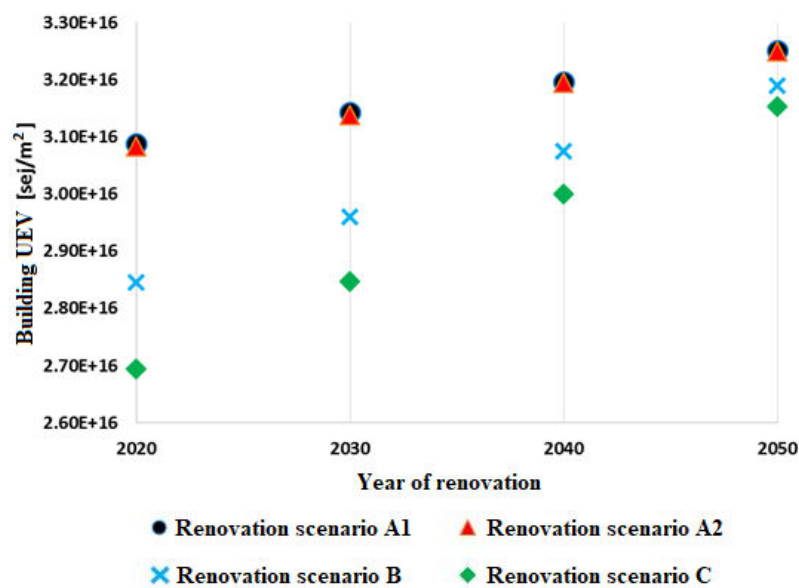 3.30E+16
3.20E+16
3.10E+16
3.00E+16
2.90E+16
2.80E+16
2.70E+16
2.60E+16
Building UEV [sej/m²]
2020 2030 2040 2050
Year of renovation
Renovation scenario A1 Renovation scenario A2
Renovation scenario B Renovation scenario C